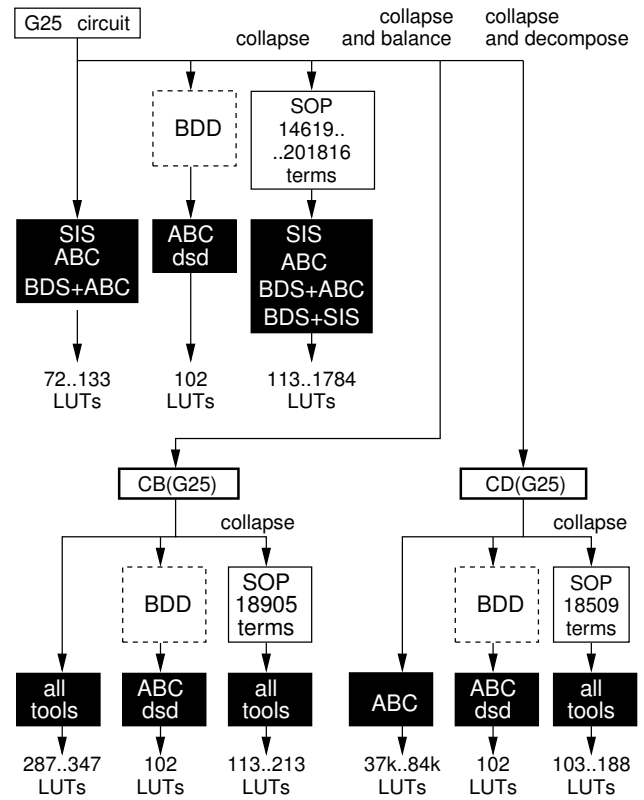 G25 circuit
collapse
collapse
and balance
collapse
and decompose
BDD
SOP
14619..
..201816
terms
SIS
ABC
BDS+ABC
ABC
dsd
SIS
ABC
BDS+ABC
BDS+SIS
72..133
LUTs
102
LUTs
113..1784
LUTs
CB(G25)
CD(G25)
collapse
collapse
BDD
SOP
18905
terms
BDD
SOP
18509
terms
all
tools
ABC
dsd
all
tools
ABC
ABC
dsd
all
tools
287..347
LUTs
102
LUTs
113..213
LUTs
37k..84k
LUTs
102
LUTs
103..188
LUTs